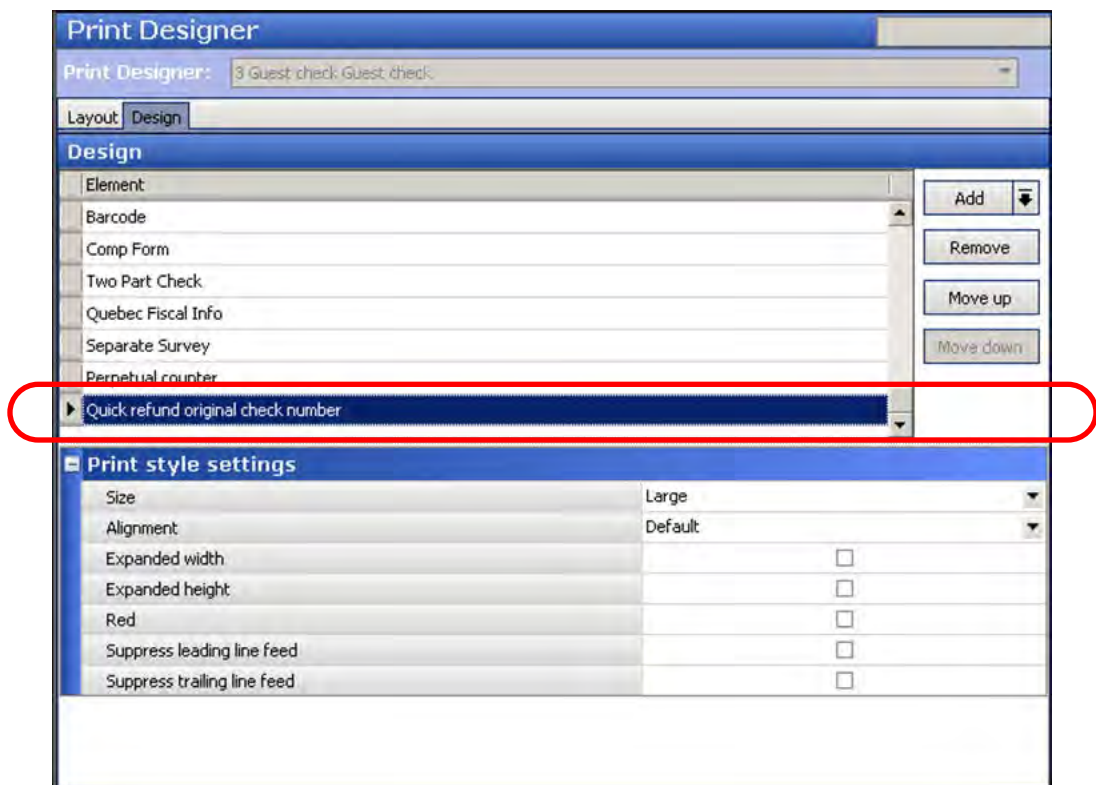 Print Designer
Print Designer: 3 Guest check Guest check
Layout Design
Design
Element
Barcode
Comp Form
Two Part Check
Quebec Fiscal Info
Separate Survey
Perpetual counter
Quick refund original check number
Add
Remove
Move up
Move down
Print style settings
Size Large
Alignment Default
Expanded width
Expanded height
Red
Suppress leading line feed
Suppress trailing line feed